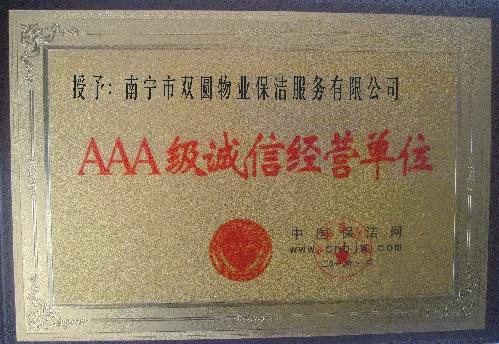 授予：南宁市双圆物业保洁服务有限公司
AAA级诚信经营单位
中国保洁网
www.cnbjw.com